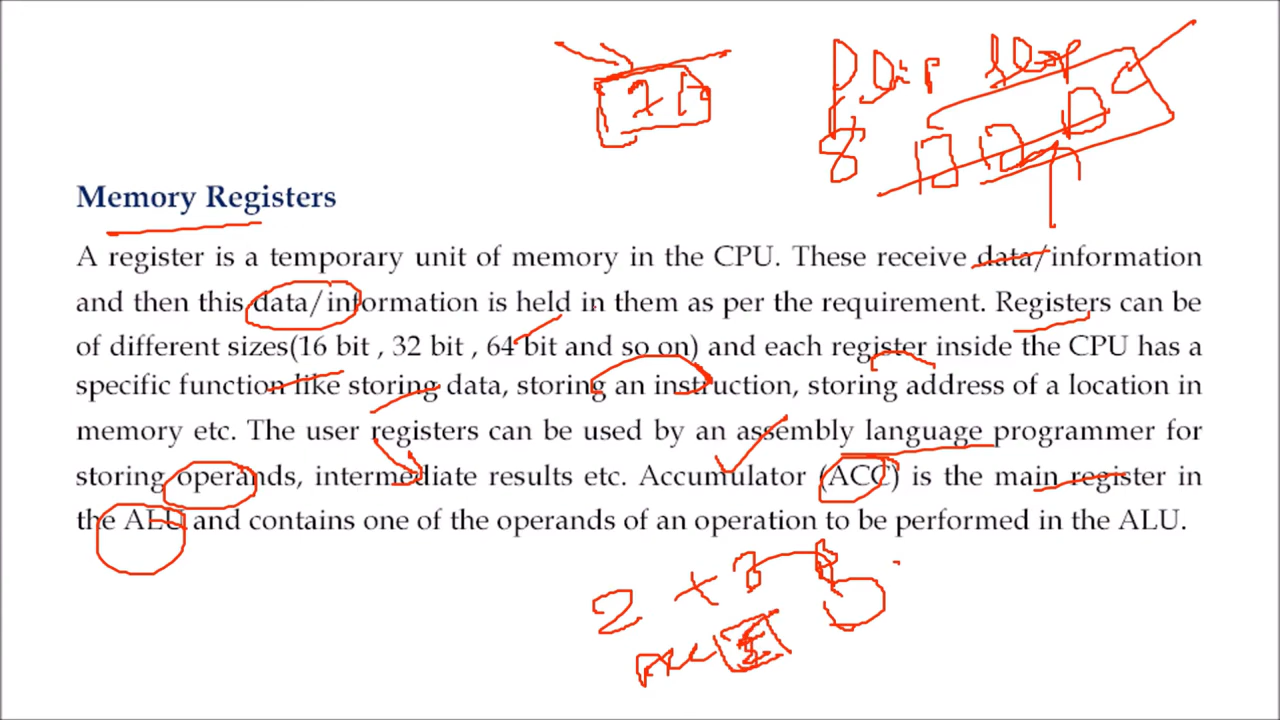 Memory Registers
A register is a temporary unit of memory in the CPU. These receive data/information
and then this data/information is held in them as per the requirement. Registers can be
of different sizes(16 bit , 32 bit , 64 bit and so on) and each register inside the CPU has a
specific function like storing data, storing an instruction, storing address of a location in
memory etc. The user registers can be used by an assembly language programmer for
storing operands, intermediate results etc. Accumulator (ACC) is the main register in
the ALU and contains one of the operands of an operation to be performed in the ALU.
2 + 3